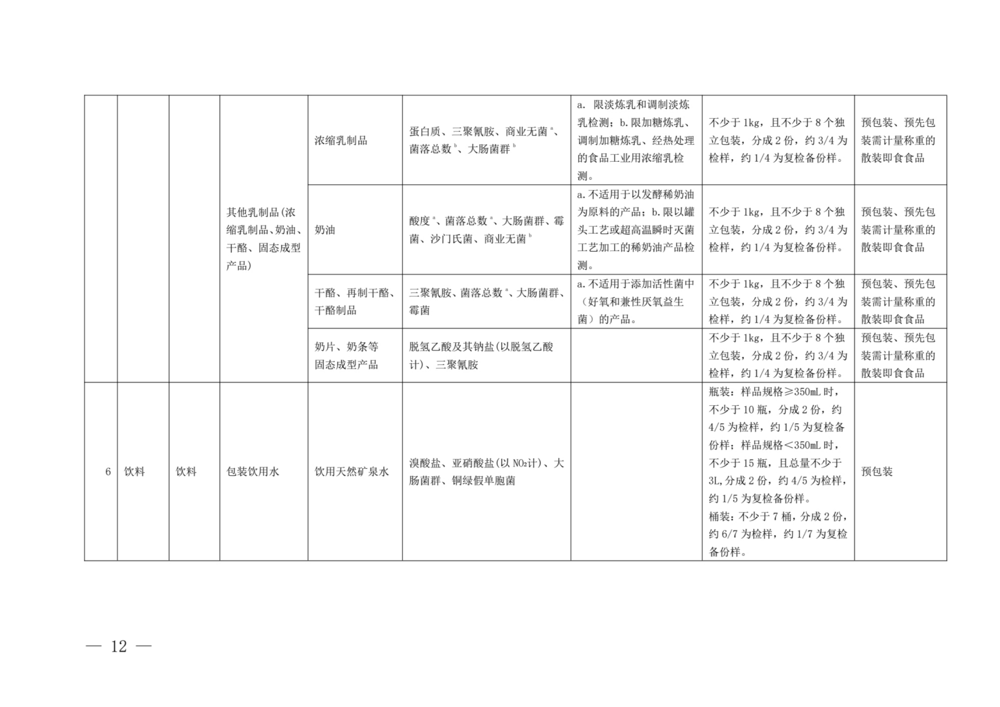 其他乳制品(浓
缩乳制品、奶油、
干酪、固态成型
产品)
浓缩乳制品
蛋白质、三聚氰胺、商业无菌ᵃ、
菌落总数ᵇ、大肠菌群ᵇ
a. 限淡炼乳和调制淡炼
乳检测；b.限加糖炼乳、
调制加糖炼乳、经热处理
的食品工业用浓缩乳检
测。
不少于 1kg，且不少于 8 个独
立包装，分成 2 份，约 3/4 为
检样，约 1/4 为复检备份样。
预包装、预先包
装需计量称重的
散装即食食品
奶油
酸度ᵃ、菌落总数ᵃ、大肠菌群、霉
菌、沙门氏菌、商业无菌ᵇ
a.不适用于以发酵稀奶油
为原料的产品；b.限以罐
头工艺或超高温瞬时灭菌
工艺加工的稀奶油产品检
测。
不少于 1kg，且不少于 8 个独
立包装，分成 2 份，约 3/4 为
检样，约 1/4 为复检备份样。
预包装、预先包
装需计量称重的
散装即食食品
干酪、再制干酪、
干酪制品
三聚氰胺、菌落总数ᵃ、大肠菌群、
霉菌
a.不适用于添加活性菌中
（好氧和兼性厌氧益生
菌）的产品。
不少于 1kg，且不少于 8 个独
立包装，分成 2 份，约 3/4 为
检样，约 1/4 为复检备份样。
预包装、预先包
装需计量称重的
散装即食食品
奶片、奶条等
固态成型产品
脱氢乙酸及其钠盐(以脱氢乙酸
计)、三聚氰胺
不少于 1kg，且不少于 8 个独
立包装，分成 2 份，约 3/4 为
检样，约 1/4 为复检备份样。
预包装、预先包
装需计量称重的
散装即食食品
6
饮料
饮料
包装饮用水
饮用天然矿泉水
溴酸盐、亚硝酸盐(以 NO₂计)、大
肠菌群、铜绿假单胞菌
瓶装：样品规格≥350mL 时，
不少于 10 瓶，分成 2 份，约
4/5 为检样，约 1/5 为复检备
份样；样品规格＜350mL 时，
不少于 15 瓶，且总量不少于
3L,分成 2 份，约 4/5 为检样，
约 1/5 为复检备份样。
桶装：不少于 7 桶，分成 2 份，
约 6/7 为检样，约 1/7 为复检
备份样。
预包装
— 12 —